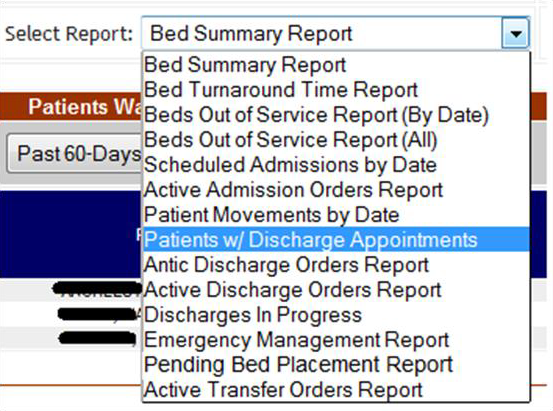 Select Report: Bed Summary Report
Bed Summary Report
Bed Turnaround Time Report
Patients Wa
Beds Out of Service Report (By Date)
Beds Out of Service Report (All)
Past 60-Days
Scheduled Admissions by Date
Active Admission Orders Report
Patient Movements by Date
Patients w/ Discharge Appointments
Antic Discharge Orders Report
Active Discharge Orders Report
Discharges In Progress
Emergency Management Report
Pending Bed Placement Report
Active Transfer Orders Report